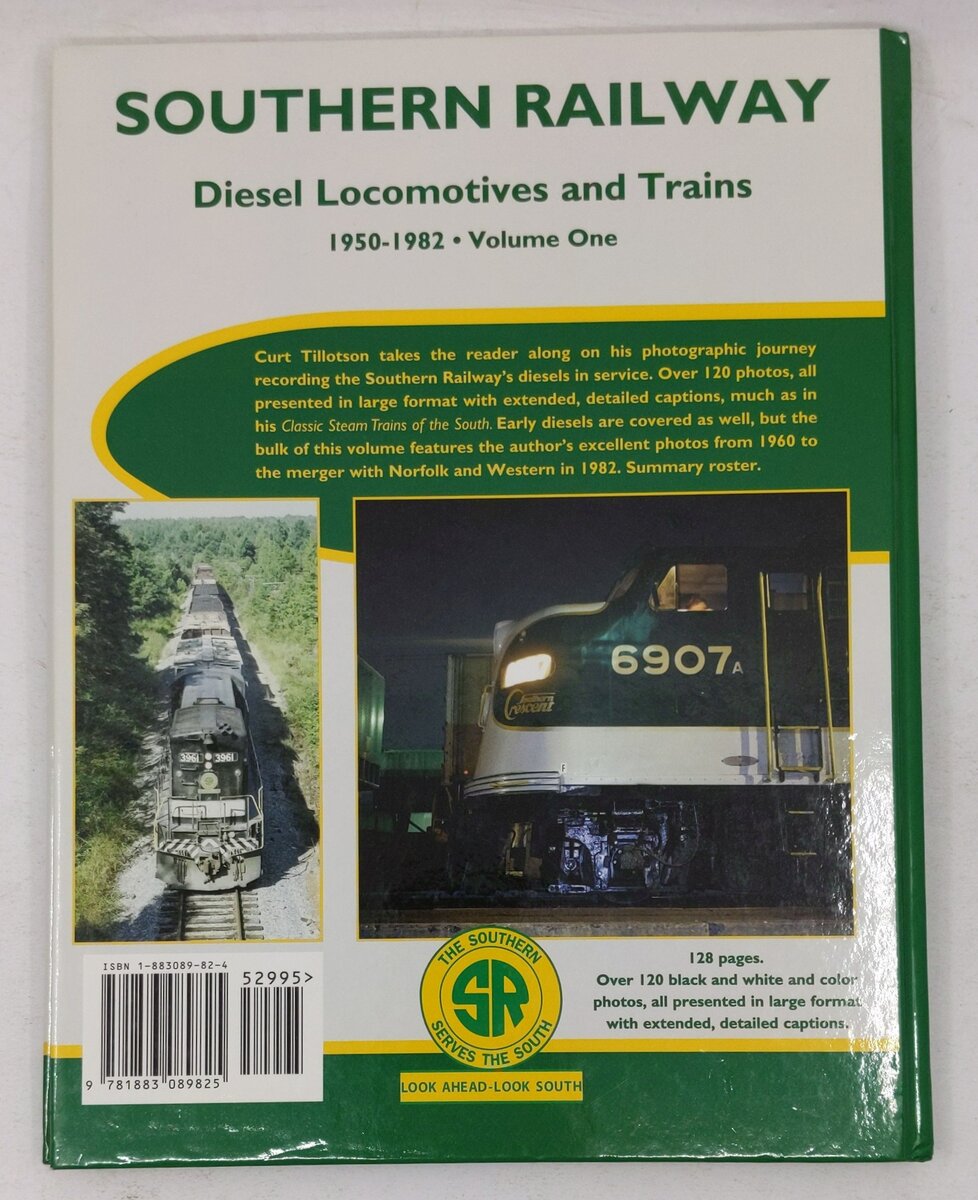 SOUTHERN RAILWAY
Diesel Locomotives and Trains
1950-1982 • Volume One
Curt Tillotson takes the reader along on his photographic journey
recording the Southern Railway's diesels in service. Over 120 photos, all
presented in large format with extended, detailed captions, much as in
his Classic Steam Trains of the South. Early diesels are covered as well, but the
bulk of this volume features the author's excellent photos from 1960 to
the merger with Norfolk and Western in 1982. Summary roster.
3961 3961
6907A
Southern
Crescent
F
ISBN 1-883089-82-4
52995>
9 781883 089825
THE SOUTHERN
SR
SERVES THE SOUTH
LOOK AHEAD-LOOK SOUTH
128 pages.
Over 120 black and white and color
photos, all presented in large format
with extended, detailed captions.